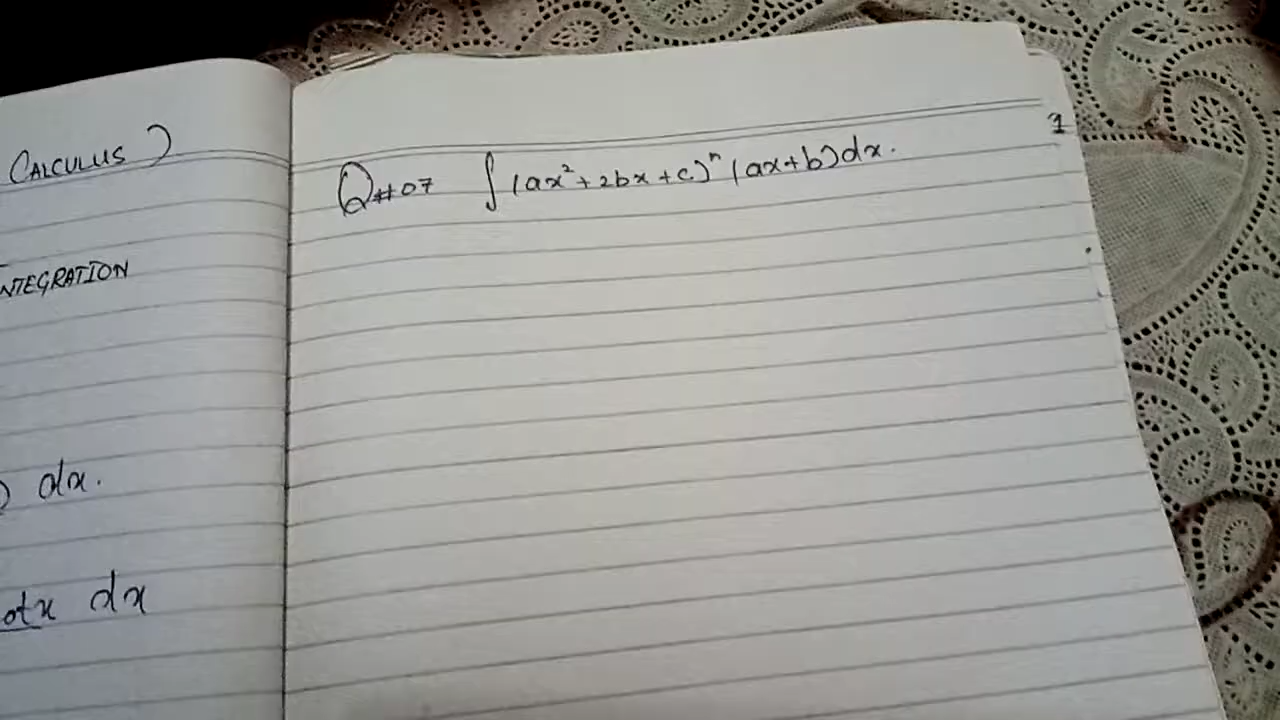 CALCULUS)
NTEGRATION
) dx.
otx dx
Q#07 ∫(ax²+2bx+c)ⁿ (ax+b)dx.
1